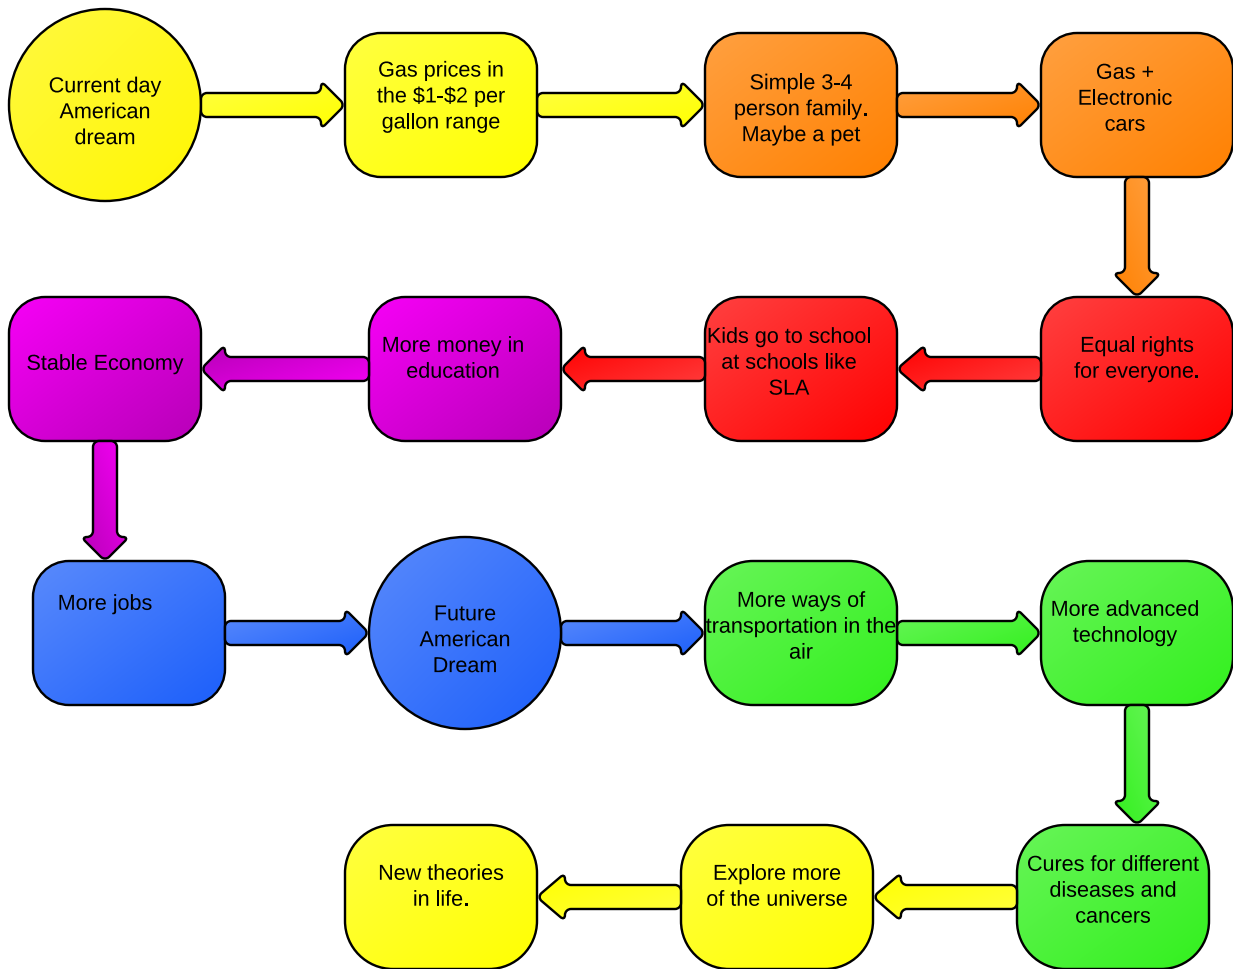 Current day
American
dream
Gas prices in
the $1-$2 per
gallon range
Simple 3-4
person family.
Maybe a pet
Gas +
Electronic
cars
Equal rights
for everyone.
Kids go to school
at schools like
SLA
More money in
education
Stable Economy
More jobs
Future
American
Dream
More ways of
transportation in the
air
More advanced
technology
Cures for different
diseases and
cancers
Explore more
of the universe
New theories
in life.